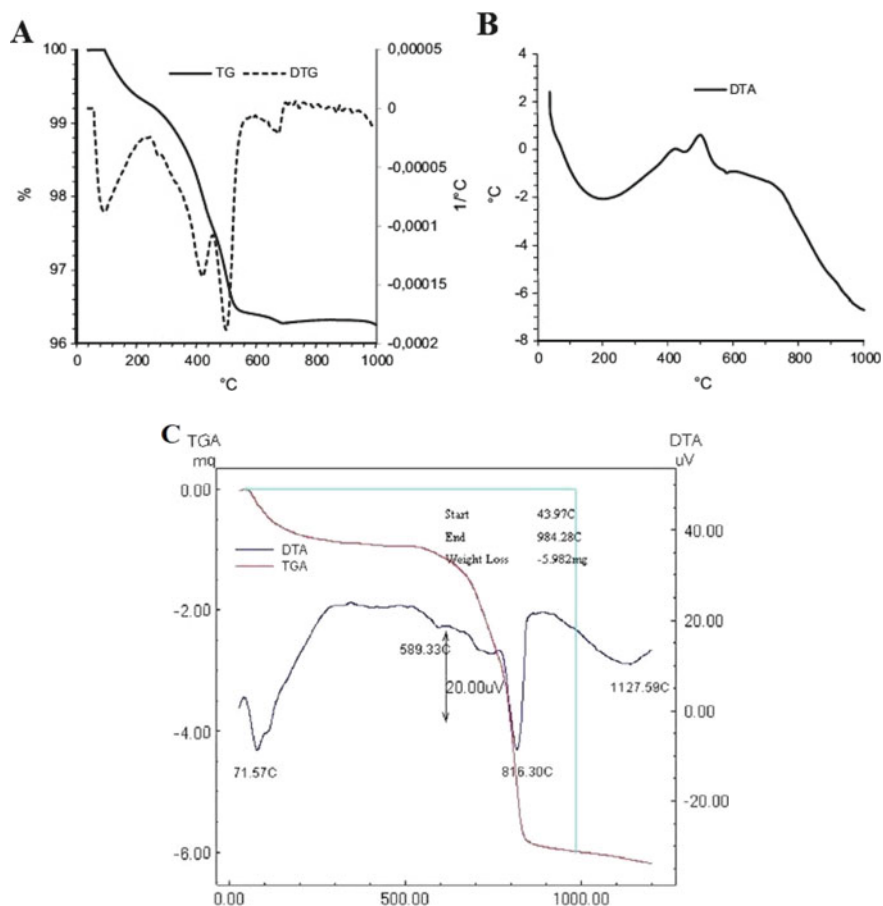 A
TG DTG
100
99
98
97
96
%
0,00005
0
-0,00005
-0,0001
-0,00015
-0,0002
1/°C
0 200 400 600 800 1000
°C
B
DTA
4
2
0
-2
-4
-6
-8
°C
0 200 400 600 800 1000
°C
C
TGA
mg
DTA
uV
0.00
-2.00
-4.00
-6.00
40.00
20.00
0.00
-20.00
Start 43.97C
End 984.28C
Weight Loss -5.982mg
DTA
TGA
589.33C
20.00uV
1127.59C
71.57C
816.30C
0.00 500.00 1000.00